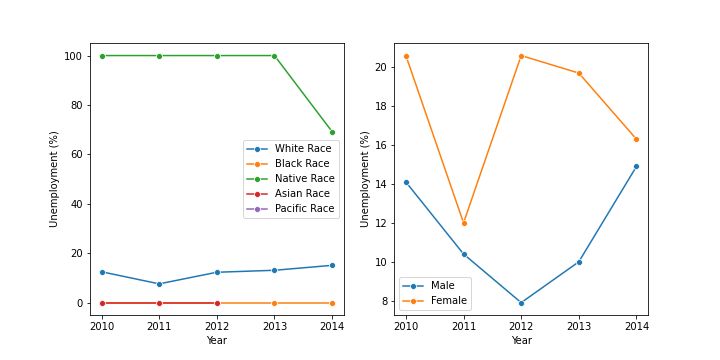 100
80
60
40
20
0
Unemployment (%)
2010 2011 2012 2013 2014
Year
White Race
Black Race
Native Race
Asian Race
Pacific Race
20
18
16
14
12
10
8
Unemployment (%)
2010 2011 2012 2013 2014
Year
Male
Female